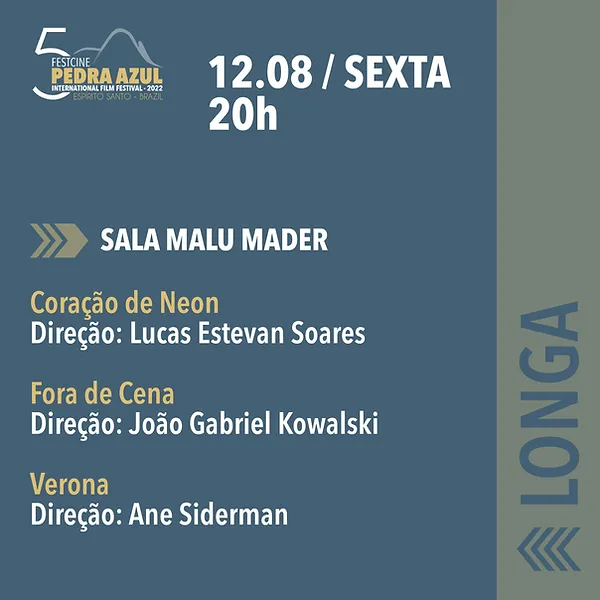 5
FESTCINE
PEDRA AZUL
INTERNATIONAL FILM FESTIVAL - 2022
ESPÍRITO SANTO - BRAZIL
12.08 / SEXTA
20h
SALA MALU MADER
Coração de Neon
Direção: Lucas Estevan Soares
Fora de Cena
Direção: João Gabriel Kowalski
Verona
Direção: Ane Siderman
LONGA